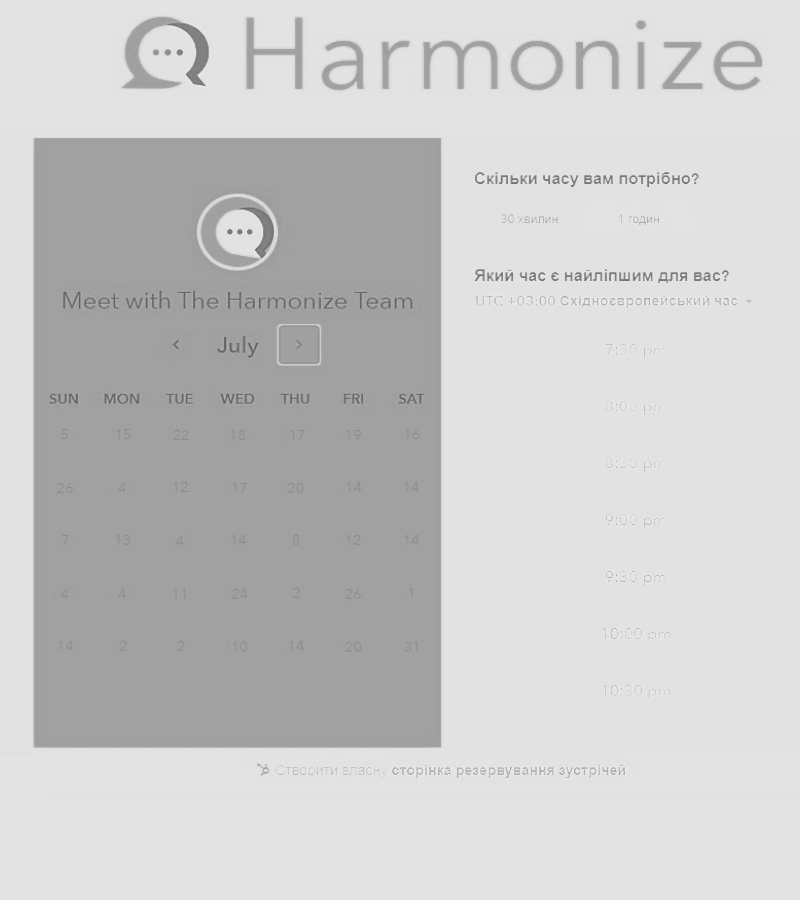 Harmonize
Meet with The Harmonize Team
July
SUN MON TUE WED THU FRI SAT
5 15 22 18 17 19 16
26 4 12 17 20 14 14
7 13 4 14 8 12 14
4 4 11 24 2 26 1
14 2 2 10 14 20 31
Скільки часу вам потрібно?
30 хвилин 1 годин
Який час є найліпшим для вас?
UTC +03:00 Східноєвропейський час
7:30 pm
8:00 pm
8:30 pm
9:00 pm
9:30 pm
10:00 pm
10:30 pm
Створити власну сторінка резервування зустрічей